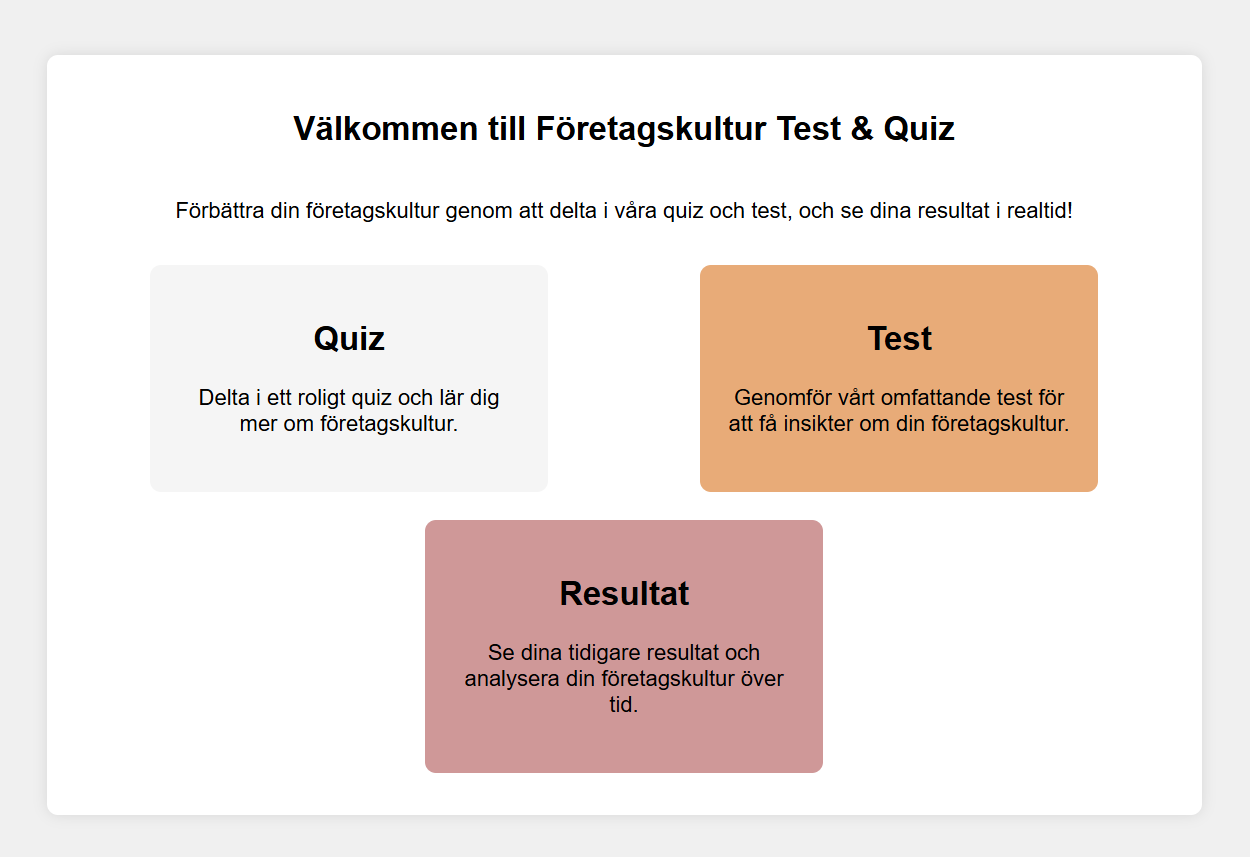 Välkommen till Företagskultur Test & Quiz
Förbättra din företagskultur genom att delta i våra quiz och test, och se dina resultat i realtid!
Quiz
Delta i ett roligt quiz och lär dig
mer om företagskultur.
Test
Genomför vårt omfattande test för
att få insikter om din företagskultur.
Resultat
Se dina tidigare resultat och
analysera din företagskultur över
tid.